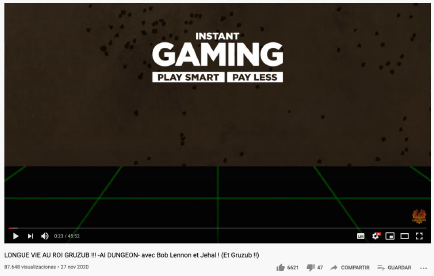 INSTANT
GAMING
PLAY SMART PAY LESS
0:23 / 45:52
LONGUE VIE AU ROI GRUZUB !!! -AI DUNGEON- avec Bob Lennon et Jehal ! (Et Gruzub !!)
87.648 visualizaciones • 27 nov 2020
6621 47 COMPARTIR GUARDAR ...